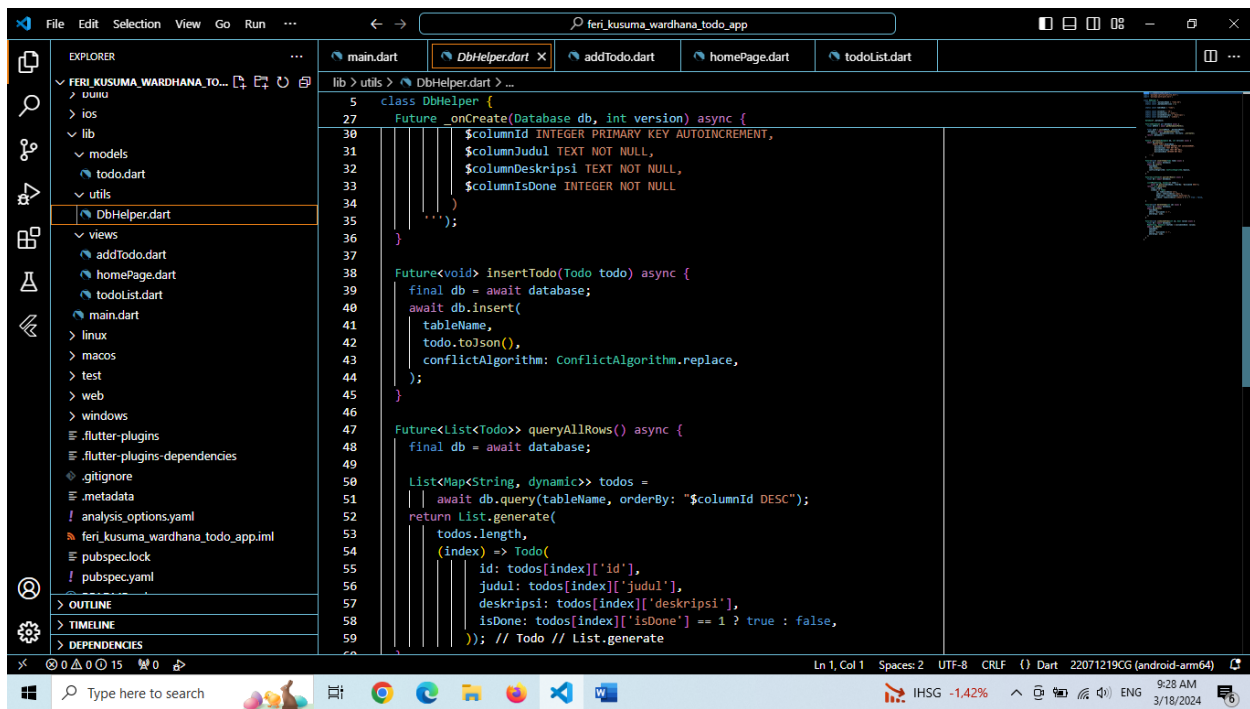 File Edit Selection View Go Run ···
feri_kusuma_wardhana_todo_app
EXPLORER
FERI_KUSUMA_WARDHANA_TO...
build
ios
lib
models
todo.dart
utils
DbHelper.dart
views
addTodo.dart
homePage.dart
todoList.dart
main.dart
linux
macos
test
web
windows
.flutter-plugins
.flutter-plugins-dependencies
.gitignore
.metadata
analysis_options.yaml
feri_kusuma_wardhana_todo_app.iml
pubspec.lock
pubspec.yaml
OUTLINE
TIMELINE
DEPENDENCIES
main.dart DbHelper.dart addTodo.dart homePage.dart todoList.dart
lib > utils > DbHelper.dart > ...
5 class DbHelper {
27 Future _onCreate(Database db, int version) async {
30 $columnId INTEGER PRIMARY KEY AUTOINCREMENT,
31 $columnJudul TEXT NOT NULL,
32 $columnDeskripsi TEXT NOT NULL,
33 $columnIsDone INTEGER NOT NULL
34 )
35 ''');
36 }
37
38 Future<void> insertTodo(Todo todo) async {
39 final db = await database;
40 await db.insert(
41 tableName,
42 todo.toJson(),
43 conflictAlgorithm: ConflictAlgorithm.replace,
44 );
45 }
46
47 Future<List<Todo>> queryAllRows() async {
48 final db = await database;
49
50 List<Map<String, dynamic>> todos =
51 await db.query(tableName, orderBy: "$columnId DESC");
52 return List.generate(
53 todos.length,
54 (index) => Todo(
55 id: todos[index]['id'],
56 judul: todos[index]['judul'],
57 deskripsi: todos[index]['deskripsi'],
58 isDone: todos[index]['isDone'] == 1 ? true : false,
59 )); // Todo // List.generate
0 0 15 0
Ln 1, Col 1 Spaces: 2 UTF-8 CRLF {} Dart 22071219CG (android-arm64)
Type here to search
IHSG -1,42%
ENG
9:28 AM
3/18/2024
6